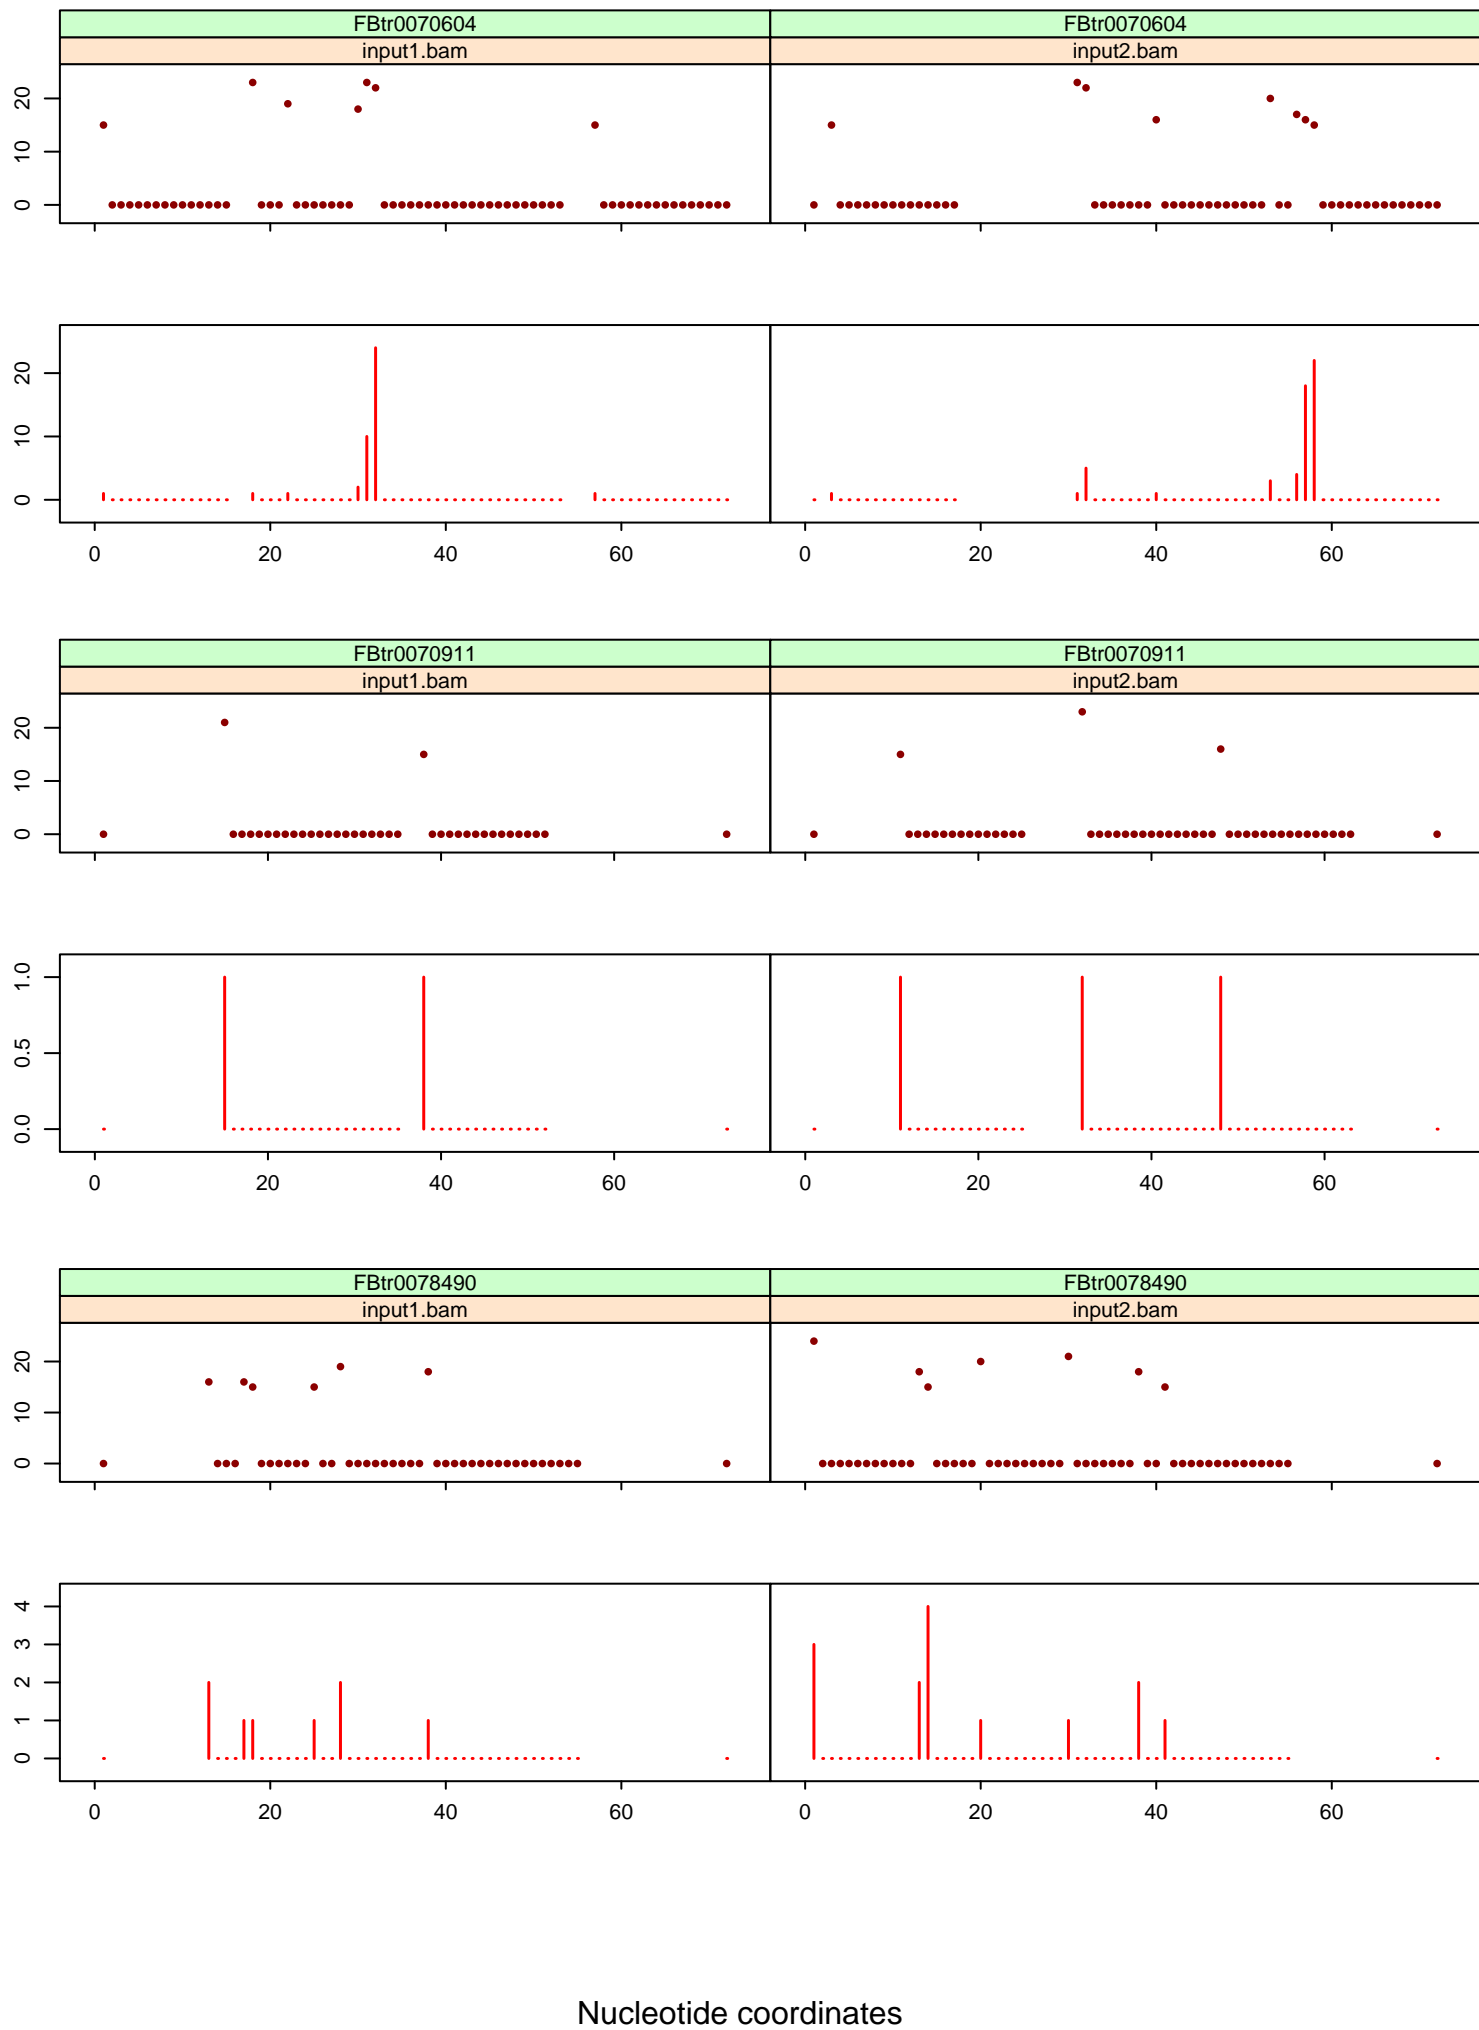 FBtr0070604 FBtr0070604
input1.bam input2.bam
20
10
0
20
10
0
0 20 40 60 0 20 40 60
FBtr0070911 FBtr0070911
input1.bam input2.bam
20
10
0
1.0
0.5
0.0
0 20 40 60 0 20 40 60
FBtr0078490 FBtr0078490
input1.bam input2.bam
20
10
0
4
3
2
1
0
0 20 40 60 0 20 40 60
Nucleotide coordinates